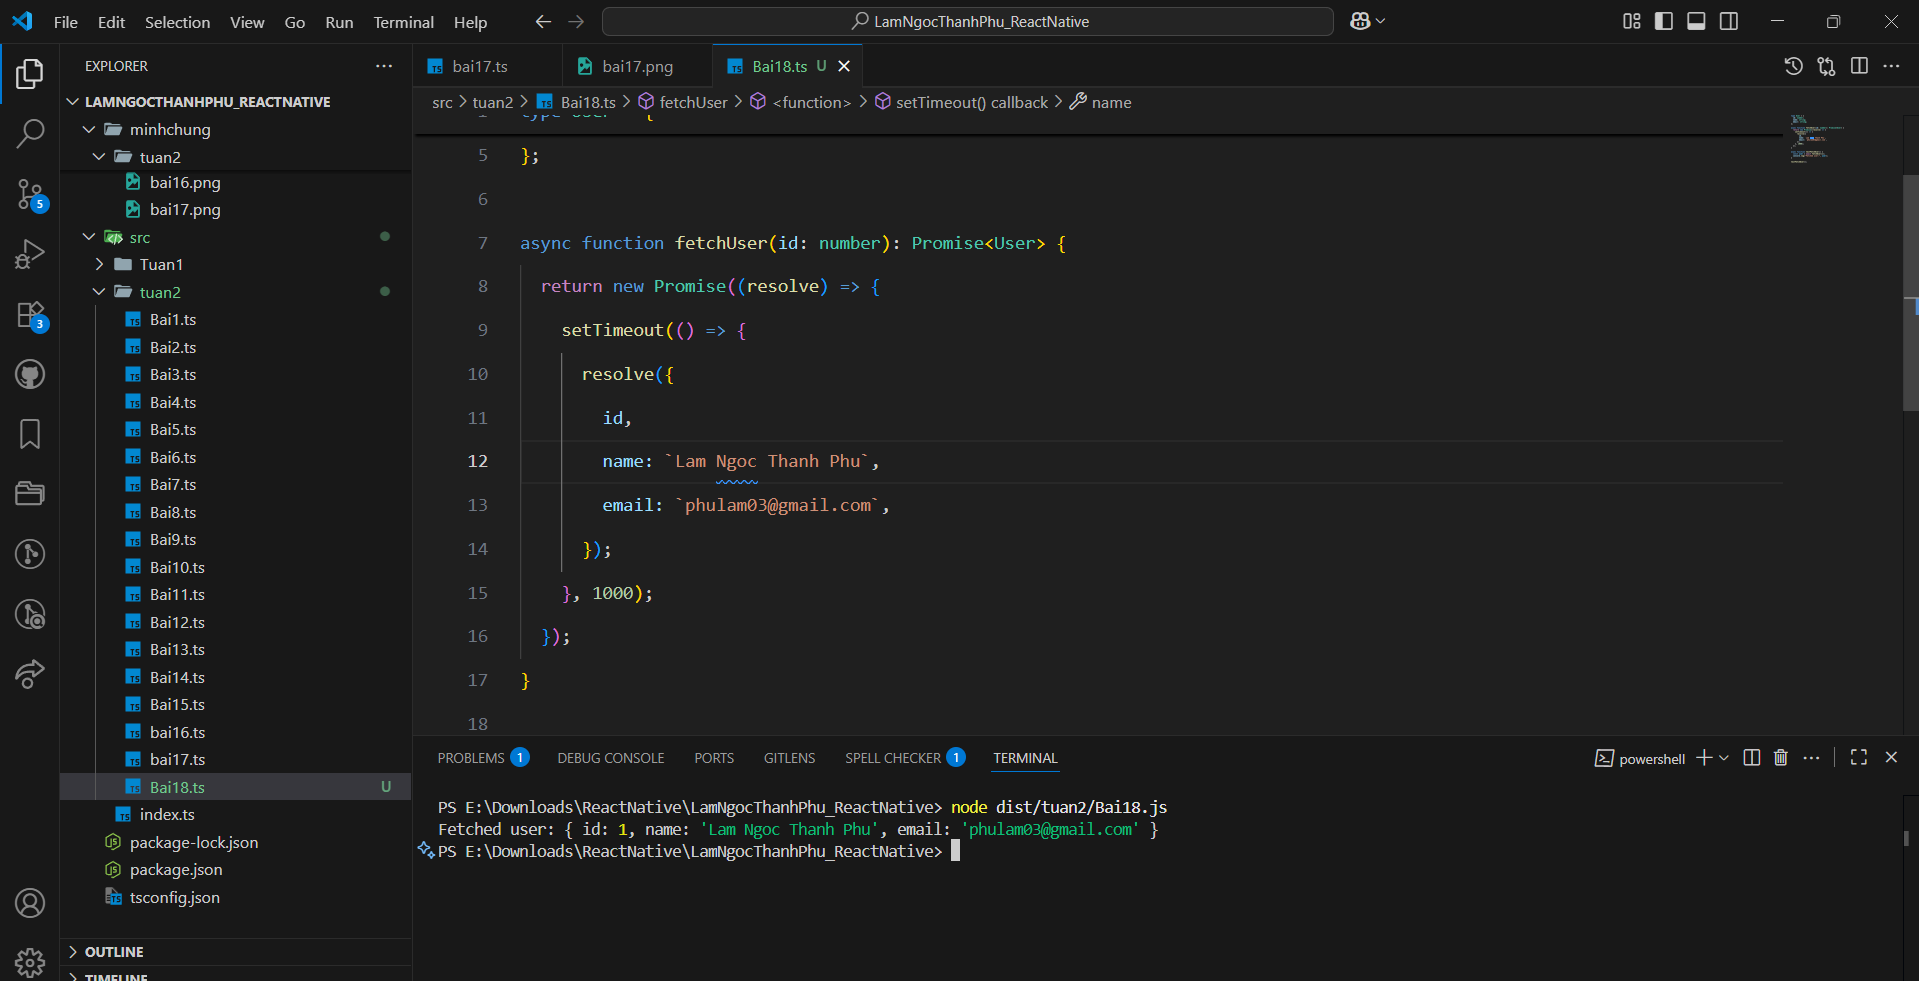 File Edit Selection View Go Run Terminal Help
LamNgocThanhPhu_ReactNative
EXPLORER
LAMNGOCTHANHPHU_REACTNATIVE
minhchung
tuan2
bai16.png
bai17.png
src
Tuan1
tuan2
Bai1.ts
Bai2.ts
Bai3.ts
Bai4.ts
Bai5.ts
Bai6.ts
Bai7.ts
Bai8.ts
Bai9.ts
Bai10.ts
Bai11.ts
Bai12.ts
Bai13.ts
Bai14.ts
Bai15.ts
bai16.ts
bai17.ts
Bai18.ts U
index.ts
package-lock.json
package.json
tsconfig.json
OUTLINE
TIMELINE
5
3
bai17.ts bai17.png Bai18.ts U
src > tuan2 > Bai18.ts > fetchUser > <function> > setTimeout() callback > name
5 };
6
7 async function fetchUser(id: number): Promise<User> {
8 return new Promise((resolve) => {
9 setTimeout(() => {
10 resolve({
11 id,
12 name: `Lam Ngoc Thanh Phu`,
13 email: `phulam03@gmail.com`,
14 });
15 }, 1000);
16 });
17 }
18
PROBLEMS 1 DEBUG CONSOLE PORTS GITLENS SPELL CHECKER 1 TERMINAL
powershell
PS E:\Downloads\ReactNative\LamNgocThanhPhu_ReactNative> node dist/tuan2/Bai18.js
Fetched user: { id: 1, name: 'Lam Ngoc Thanh Phu', email: 'phulam03@gmail.com' }
PS E:\Downloads\ReactNative\LamNgocThanhPhu_ReactNative>